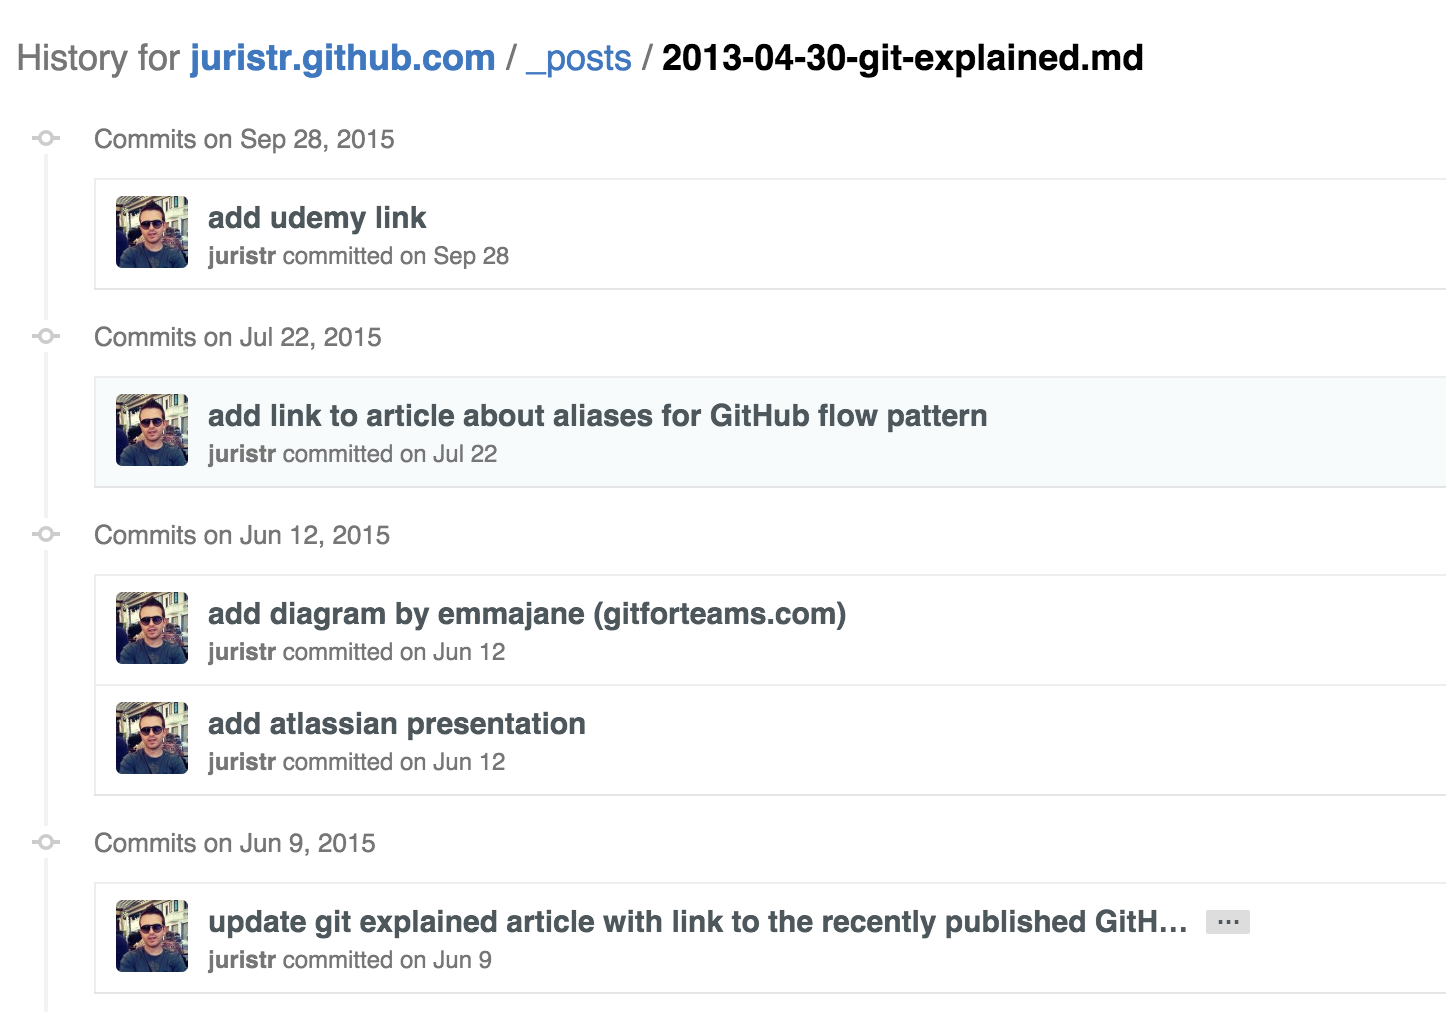 History for juristr.github.com / _posts / 2013-04-30-git-explained.md
Commits on Sep 28, 2015
add udemy link
juristr committed on Sep 28
Commits on Jul 22, 2015
add link to article about aliases for GitHub flow pattern
juristr committed on Jul 22
Commits on Jun 12, 2015
add diagram by emmajane (gitforteams.com)
juristr committed on Jun 12
add atlassian presentation
juristr committed on Jun 12
Commits on Jun 9, 2015
update git explained article with link to the recently published GitH… …
juristr committed on Jun 9